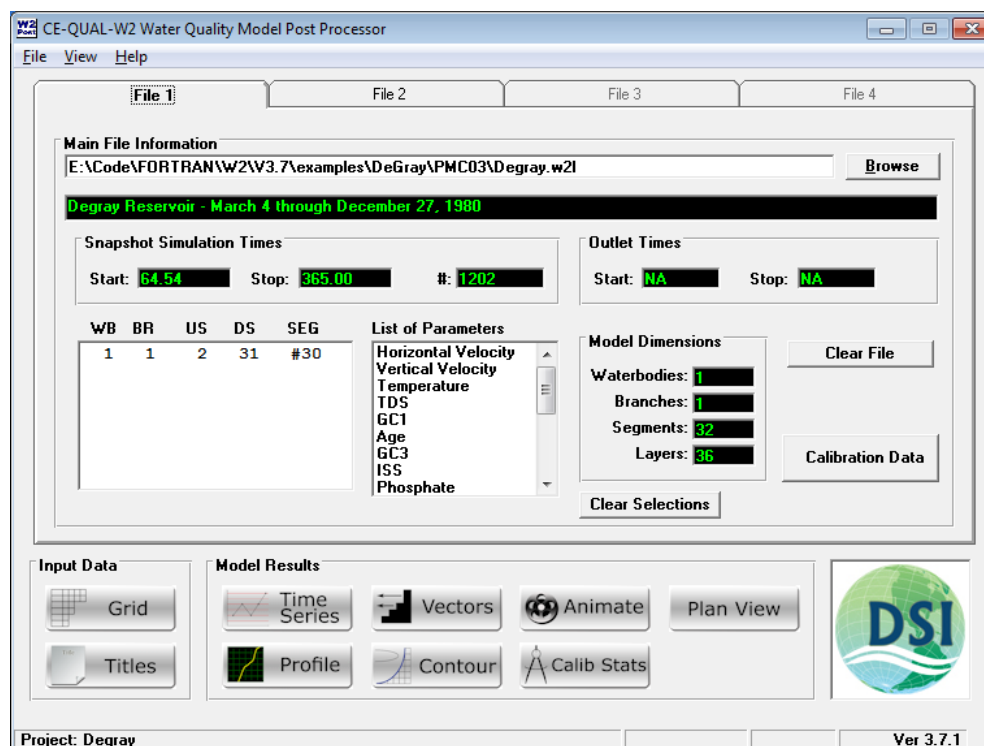 W2 Post CE-QUAL-W2 Water Quality Model Post Processor
File View Help
File 1 File 2 File 3 File 4
Main File Information
E:\Code\FORTRAN\W2\V3.7\examples\DeGray\PMC03\Degray.w2l Browse
Degray Reservoir - March 4 through December 27, 1980
Snapshot Simulation Times
Start: 64.54 Stop: 365.00 #: 1202
Outlet Times
Start: NA Stop: NA
WB BR US DS SEG
1 1 2 31 #30
List of Parameters
Horizontal Velocity
Vertical Velocity
Temperature
TDS
GC1
Age
GC3
ISS
Phosphate
Model Dimensions
Waterbodies: 1
Branches: 1
Segments: 32
Layers: 36
Clear File
Calibration Data
Clear Selections
Input Data
Grid
Titles
Model Results
Time Series
Vectors
Animate
Plan View
Profile
Contour
Calib Stats
DSI
Project: Degray Ver 3.7.1